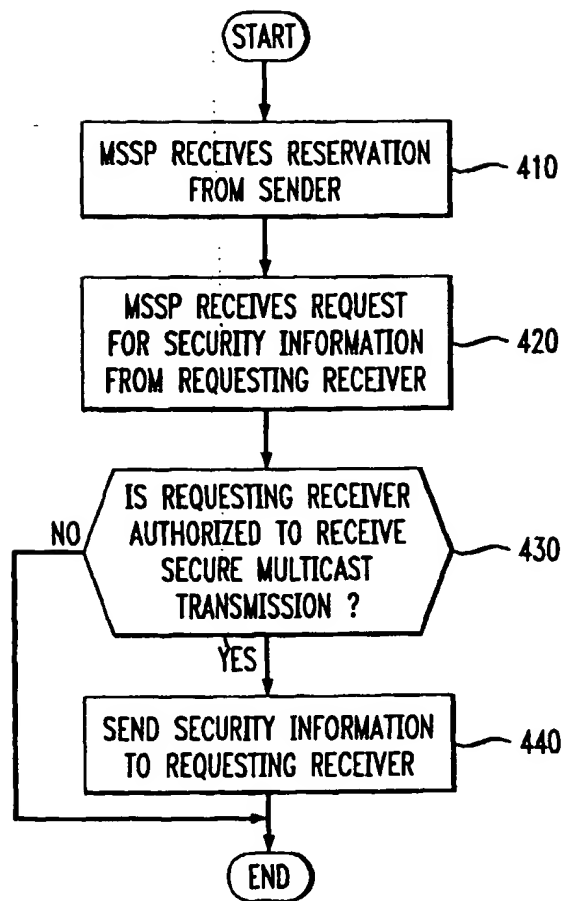 START
MSSP RECEIVES RESERVATION
FROM SENDER
410
MSSP RECEIVES REQUEST
FOR SECURITY INFORMATION
FROM REQUESTING RECEIVER
420
IS REQUESTING RECEIVER
AUTHORIZED TO RECEIVE
SECURE MULTICAST
TRANSMISSION ?
430
NO
YES
SEND SECURITY INFORMATION
TO REQUESTING RECEIVER
440
END